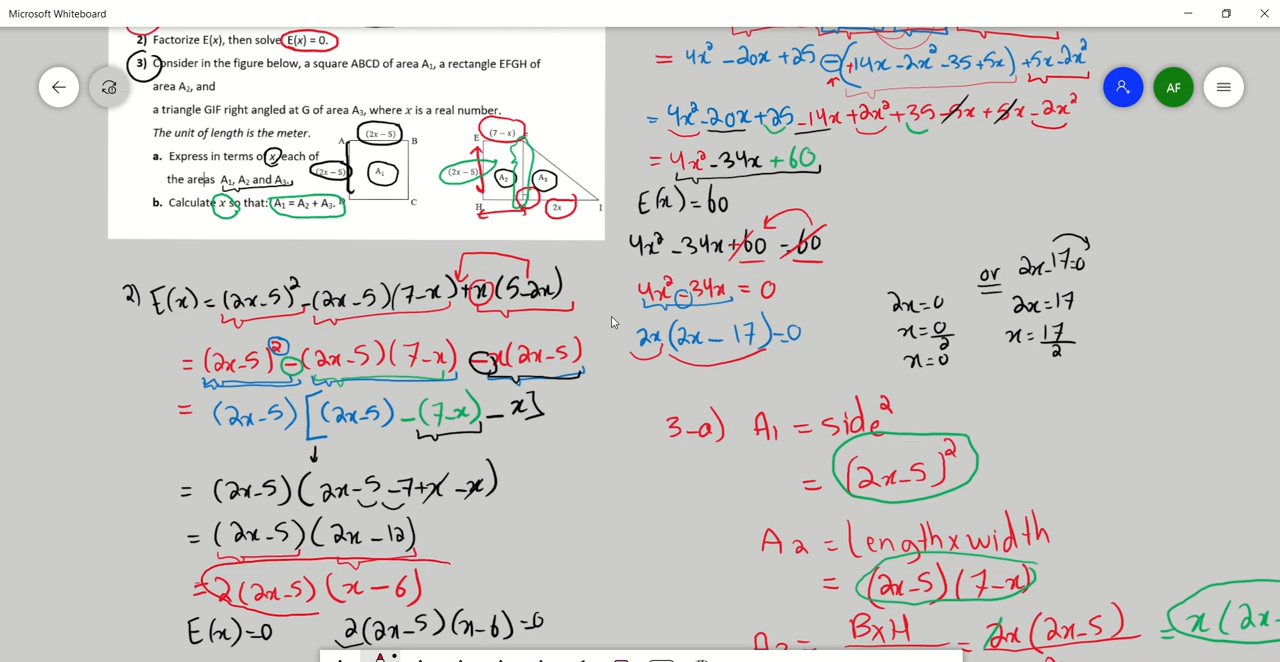 Microsoft Whiteboard
2) Factorize E(x), then solve E(x) = 0.
3) Consider in the figure below, a square ABCD of area A₁, a rectangle EFGH of
area A₂, and
a triangle GIF right angled at G of area A₃, where x is a real number.
The unit of length is the meter.
a. Express in terms of x each of
the areas A₁, A₂ and A₃.
b. Calculate x so that: A₁ = A₂ + A₃.
A (2x – 5) B
(2x – 5) A₁
C
E (7 – x)
(2x – 5) A₂ A₃
H 2x I
AF
2) E(x) = (2x-5)² - (2x-5)(7-x) + x(5-2x)
= (2x-5)² - (2x-5)(7-x) - x(2x-5)
= (2x-5)[(2x-5) - (7-x) - x]
= (2x-5)(2x-5-7+x-x)
= (2x-5)(2x-12)
= 2(2x-5)(x-6)
E(x)=0 2(2x-5)(x-6)=0
= 4x² - 20x + 25 - (+14x - 2x² - 35 + 5x) + 5x - 2x²
= 4x² - 20x + 25 - 14x + 2x² + 35 - 5x + 5x - 2x²
= 4x² - 34x + 60
E(x) = 60
4x² - 34x + 60 = 60
4x² - 34x = 0
2x(2x - 17) = 0
2x=0
x=0/2
x=0
or 2x-17=0
2x=17
x=17/2
3-a) A₁ = side²
= (2x-5)²
A₂ = length x width
= (2x-5)(7-x)
BxH = 2x(2x-5) = x(2x-